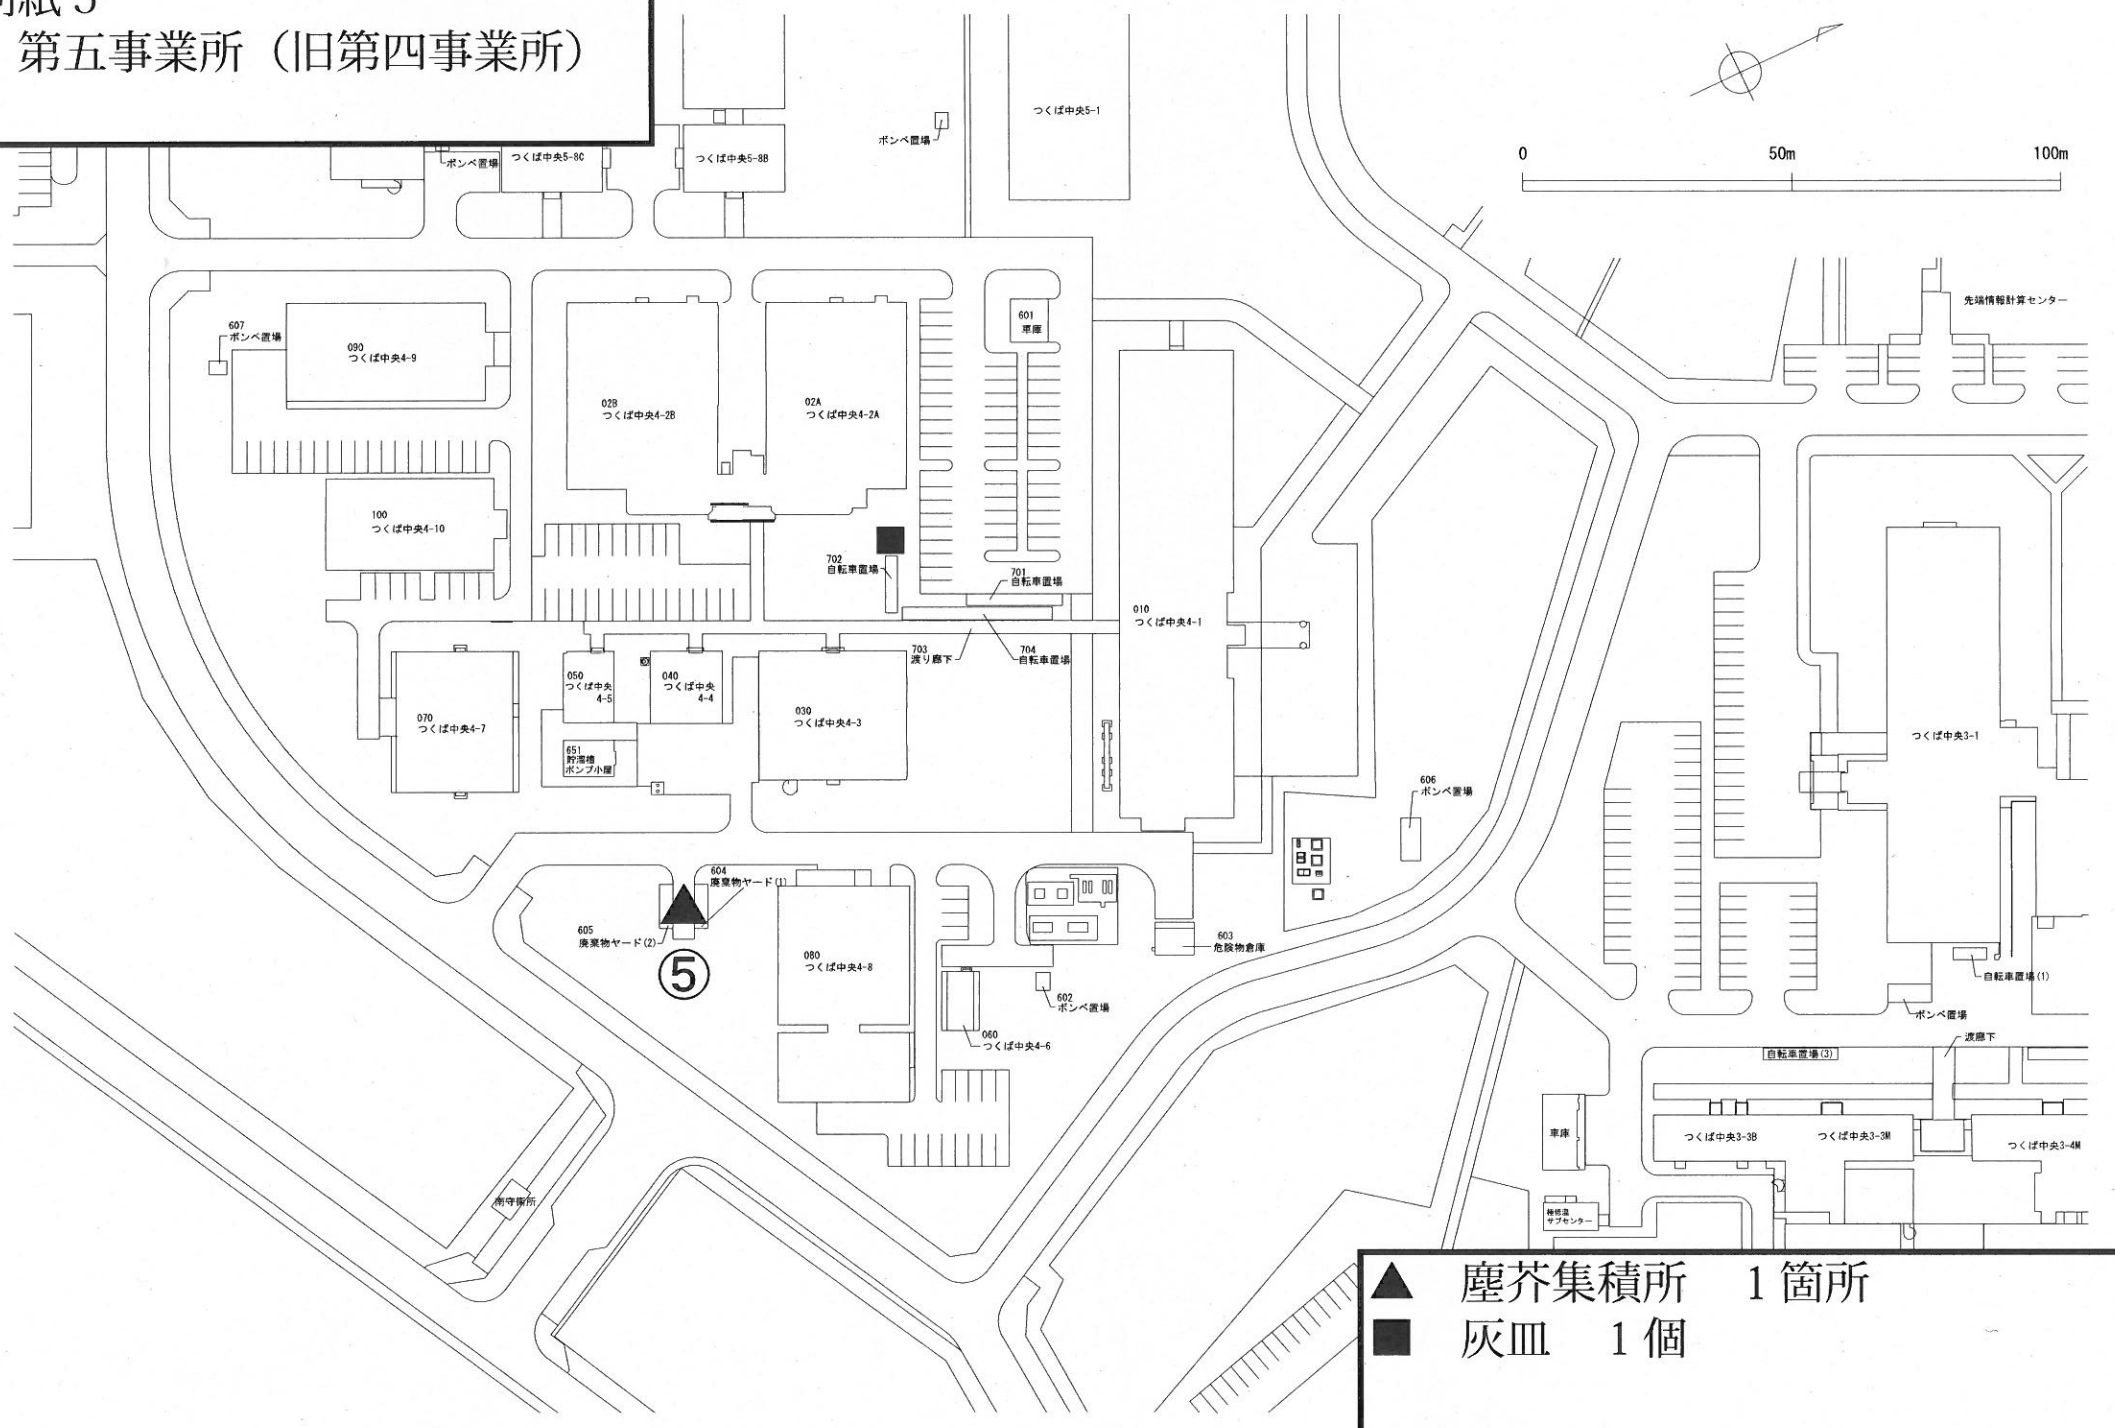 別紙5
第五事業所（旧第四事業所）
ボンベ置場
つくば中央5-8C
つくば中央5-8B
ボンベ置場
つくば中央5-1
0
50m
100m
先端情報計算センター
607
ボンベ置場
090
つくば中央4-9
02B
つくば中央4-2B
02A
つくば中央4-2A
601
車庫
100
つくば中央4-10
702
自転車置場
701
自転車置場
703
渡り廊下
704
自転車置場
010
つくば中央4-1
070
つくば中央4-7
050
つくば中央
4-5
040
つくば中央
4-4
030
つくば中央4-3
651
貯溜槽
ポンプ小屋
606
ボンベ置場
つくば中央3-1
604
廃棄物ヤード(1)
605
廃棄物ヤード(2)
⑤
080
つくば中央4-8
603
危険物倉庫
602
ボンベ置場
060
つくば中央4-6
自転車置場(1)
ボンベ置場
渡廊下
自転車置場(3)
車庫
つくば中央3-3B
つくば中央3-3M
つくば中央3-4M
極低温
サブセンター
南守衛所
▲ 塵芥集積所 1箇所
■ 灰皿 1個